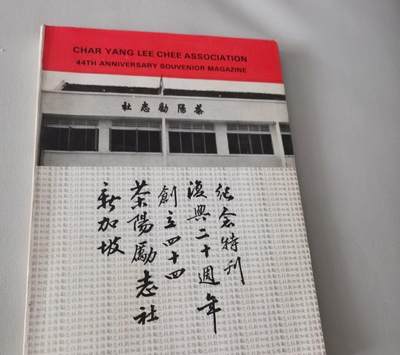 CHAR YANG LEE CHEE ASSOCIATION
44TH ANNIVERSARY SOUVENIOR MAGAZINE
茶陽勵志社
新加坡
茶陽勵志社
創立四十四
復興二十週年
紀念特刊